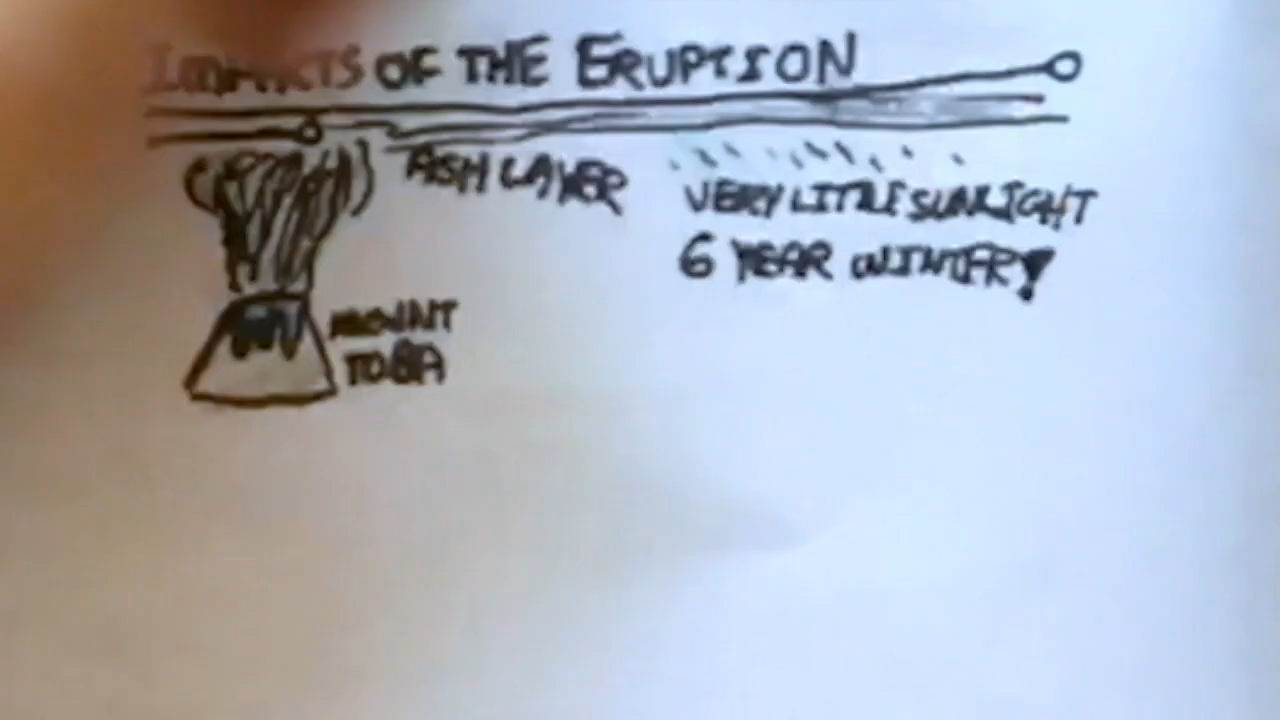 IMPACTS OF THE ERUPTION
ASH LAYER
VERY LITTLE SUNLIGHT
6 YEAR WINTER!
MOUNT
TOBA